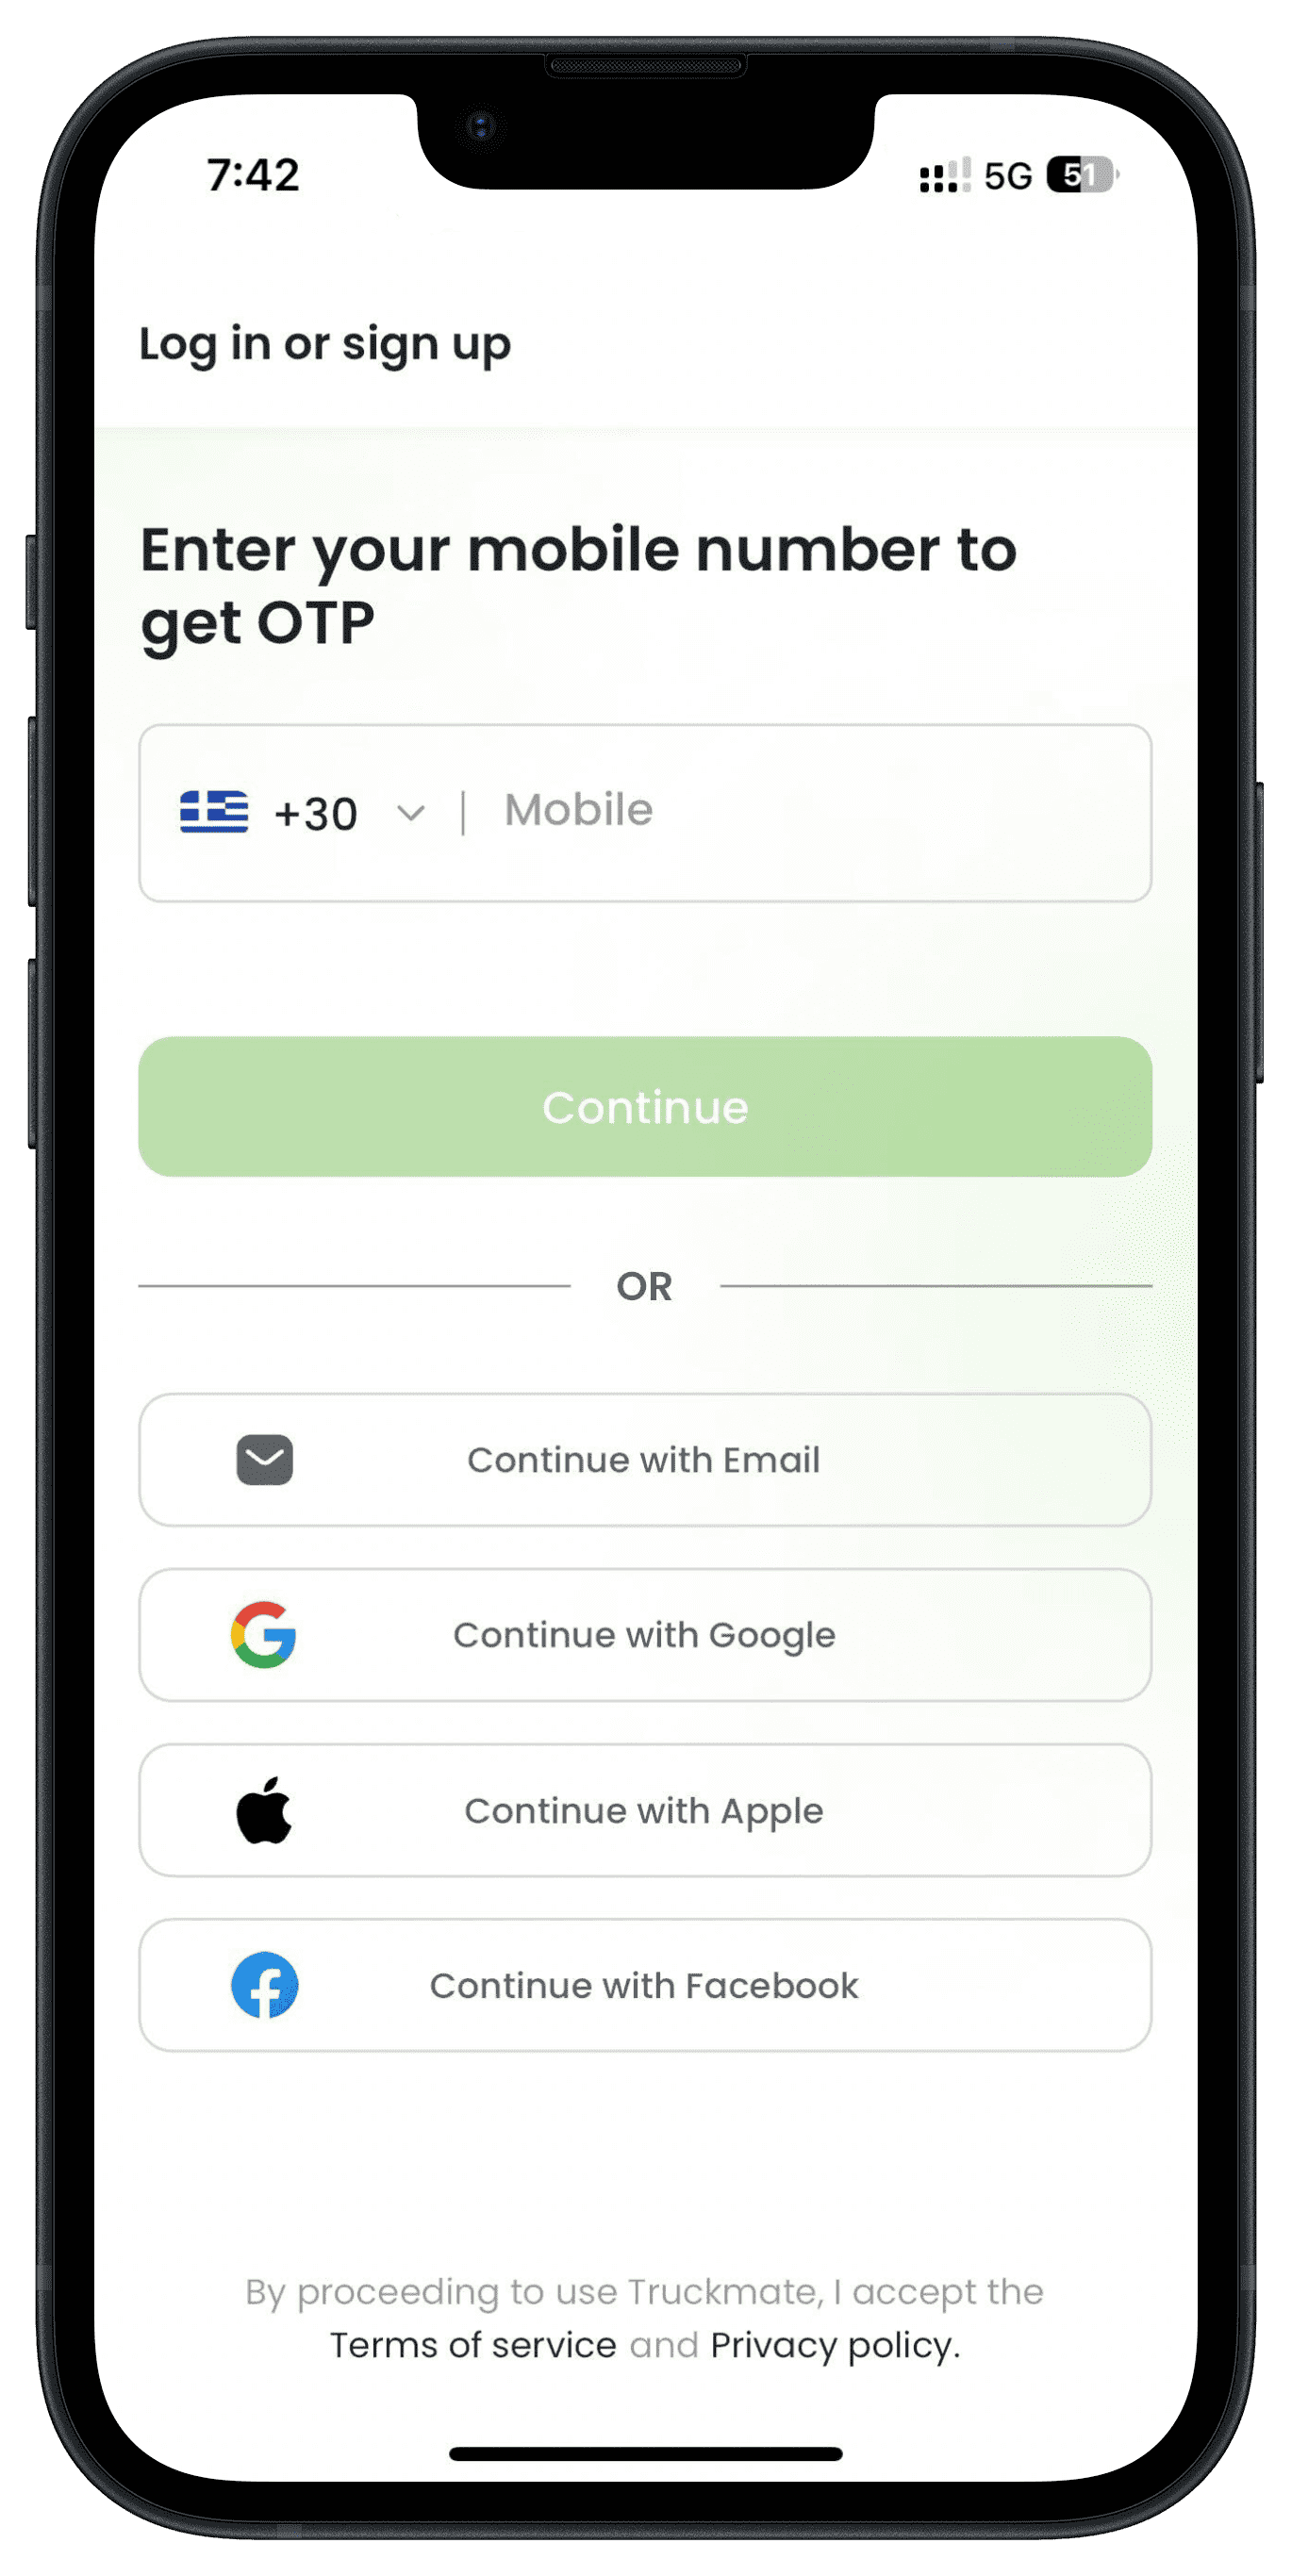 7:42
5G 51
Log in or sign up
Enter your mobile number to
get OTP
+30 Mobile
Continue
OR
Continue with Email
Continue with Google
Continue with Apple
Continue with Facebook
By proceeding to use Truckmate, I accept the
Terms of service and Privacy policy.